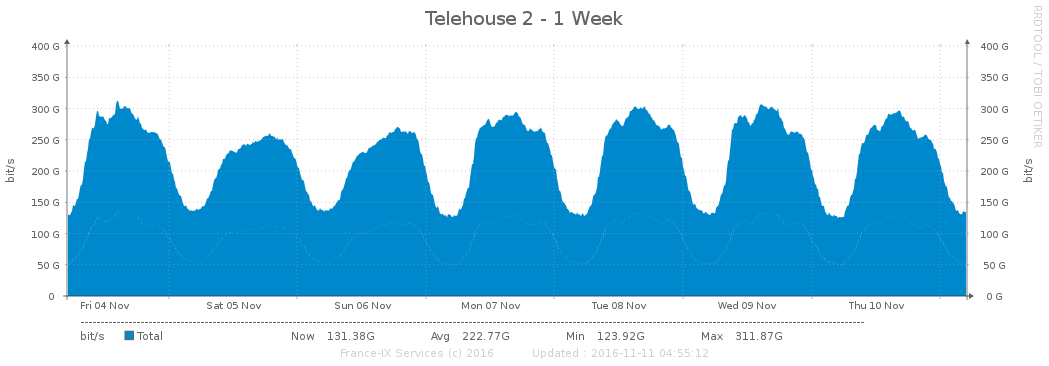 Telehouse 2 - 1 Week
RRDTOOL / TOBI OETIKER
400 G 400 G
350 G 350 G
300 G 300 G
250 G 250 G
200 G 200 G
150 G 150 G
100 G 100 G
50 G 50 G
0 0 G
bit/s bit/s
Fri 04 Nov Sat 05 Nov Sun 06 Nov Mon 07 Nov Tue 08 Nov Wed 09 Nov Thu 10 Nov
bit/s Total Now 131.38G Avg 222.77G Min 123.92G Max 311.87G
France-IX Services (c) 2016 Updated : 2016-11-11 04:55:12